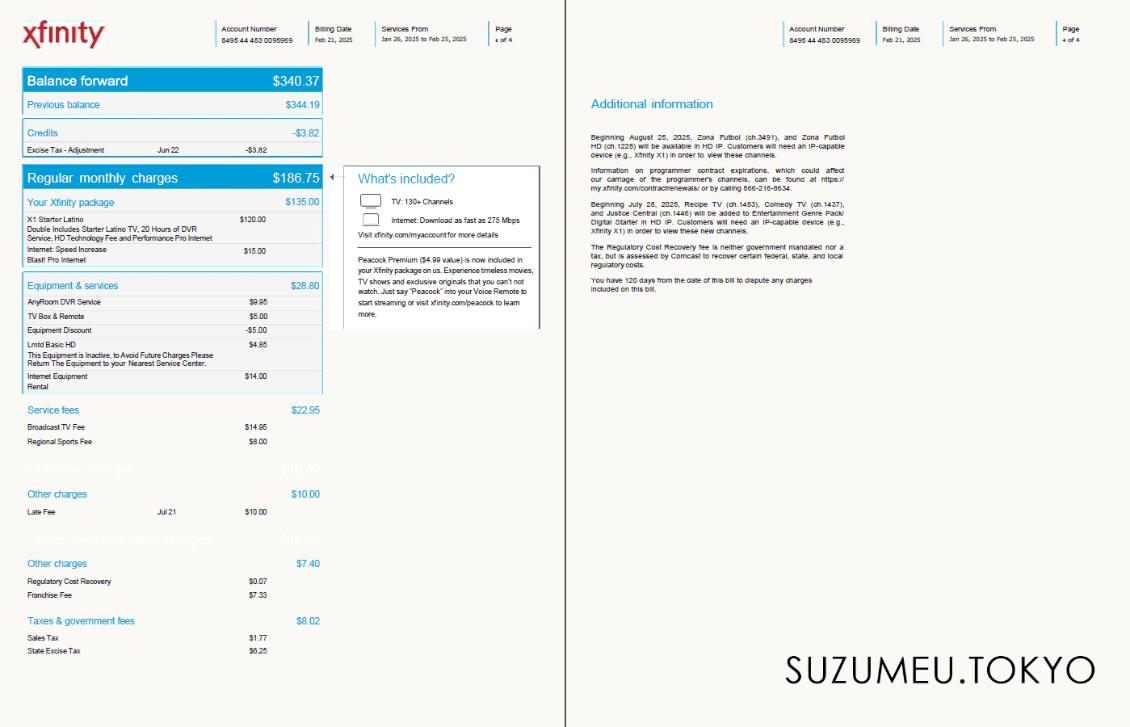 xfinity
Account Number
8495 44 483 0095969
Billing Date
Feb 21, 2025
Services From
Jan 26, 2025 to Feb 25, 2025
Page
of 4
Balance forward $340.37
Previous balance $344.19
Credits -$3.82
Excise Tax - Adjustment Jun 22 -$3.82
Regular monthly charges $186.75
Your Xfinity package $135.00
X1 Starter Latino $120.00
Double Includes Starter Latino TV, 20 Hours of DVR
Service, HD Technology Fee and Performance Pro Internet
Internet: Speed Increase $15.00
Blast! Pro Internet
Equipment & services $28.80
AnyRoom DVR Service $9.95
TV Box & Remote $5.00
Equipment Discount -$5.00
Lmtd Basic HD $4.85
This Equipment is Inactive, to Avoid Future Charges Please
Return The Equipment to your Nearest Service Center.
Internet Equipment $14.00
Rental
Service fees $22.95
Broadcast TV Fee $14.95
Regional Sports Fee $8.00
One-time charges $10.00
Other charges $10.00
Late Fee Jul 21 $10.00
Taxes, fees and other charges $15.42
Other charges $7.40
Regulatory Cost Recovery $0.07
Franchise Fee $7.33
Taxes & government fees $8.02
Sales Tax $1.77
State Excise Tax $6.25
What's included?
TV: 130+ Channels
Internet: Download as fast as 275 Mbps
Visit xfinity.com/myaccount for more details
Peacock Premium ($4.99 value) is now included in
your Xfinity package on us. Experience timeless movies,
TV shows and exclusive originals that you can't not
watch. Just say "Peacock" into your Voice Remote to
start streaming or visit xfinity.com/peacock to learn
more.
Account Number
8495 44 483 0095969
Billing Date
Feb 21, 2025
Services From
Jan 26, 2025 to Feb 25, 2025
Page
4 of 4
Additional information
Beginning August 25, 2025, Zona Futbol (ch.3491), and Zona Futbol
HD (ch.1228) will be available in HD IP. Customers will need an IP-capable
device (e.g., Xfinity X1) in order to view these channels.
Information on programmer contract expirations, which could affect
our carriage of the programmer's channels, can be found at https://
my.xfinity.com/contractrenewals/ or by calling 866-216-8634.
Beginning July 28, 2025, Recipe TV (ch.1483), Comedy TV (ch.1437),
and Justice Central (ch.1446) will be added to Entertainment Genre Pack/
Digital Starter in HD IP. Customers will need an IP-capable device (e.g.,
Xfinity X1) in order to view these new channels.
The Regulatory Cost Recovery fee is neither government mandated nor a
tax, but is assessed by Comcast to recover certain federal, state, and local
regulatory costs.
You have 120 days from the date of this bill to dispute any charges
included on this bill.
SUZUMEU.TOKYO